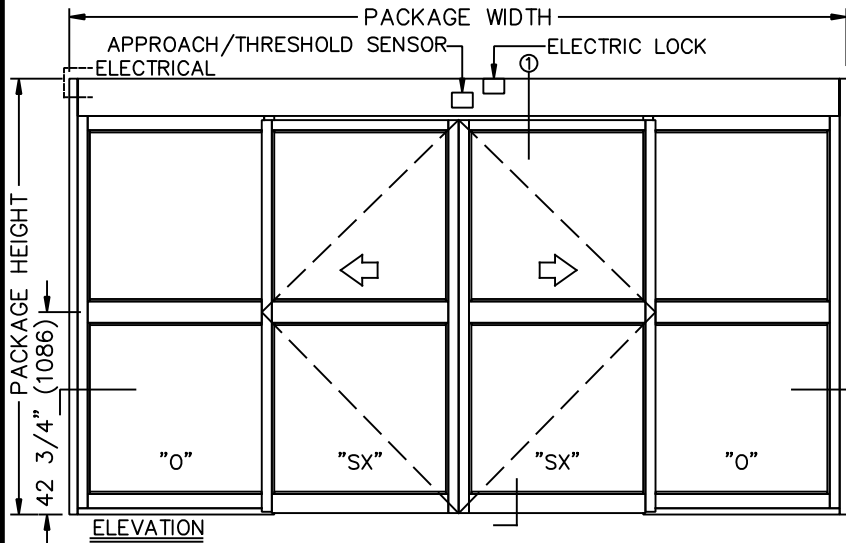 PACKAGE WIDTH
APPROACH/THRESHOLD SENSOR
ELECTRIC LOCK
ELECTRICAL
1
PACKAGE HEIGHT
42 3/4" (1086)
"O" "SX" "SX" "O"
ELEVATION